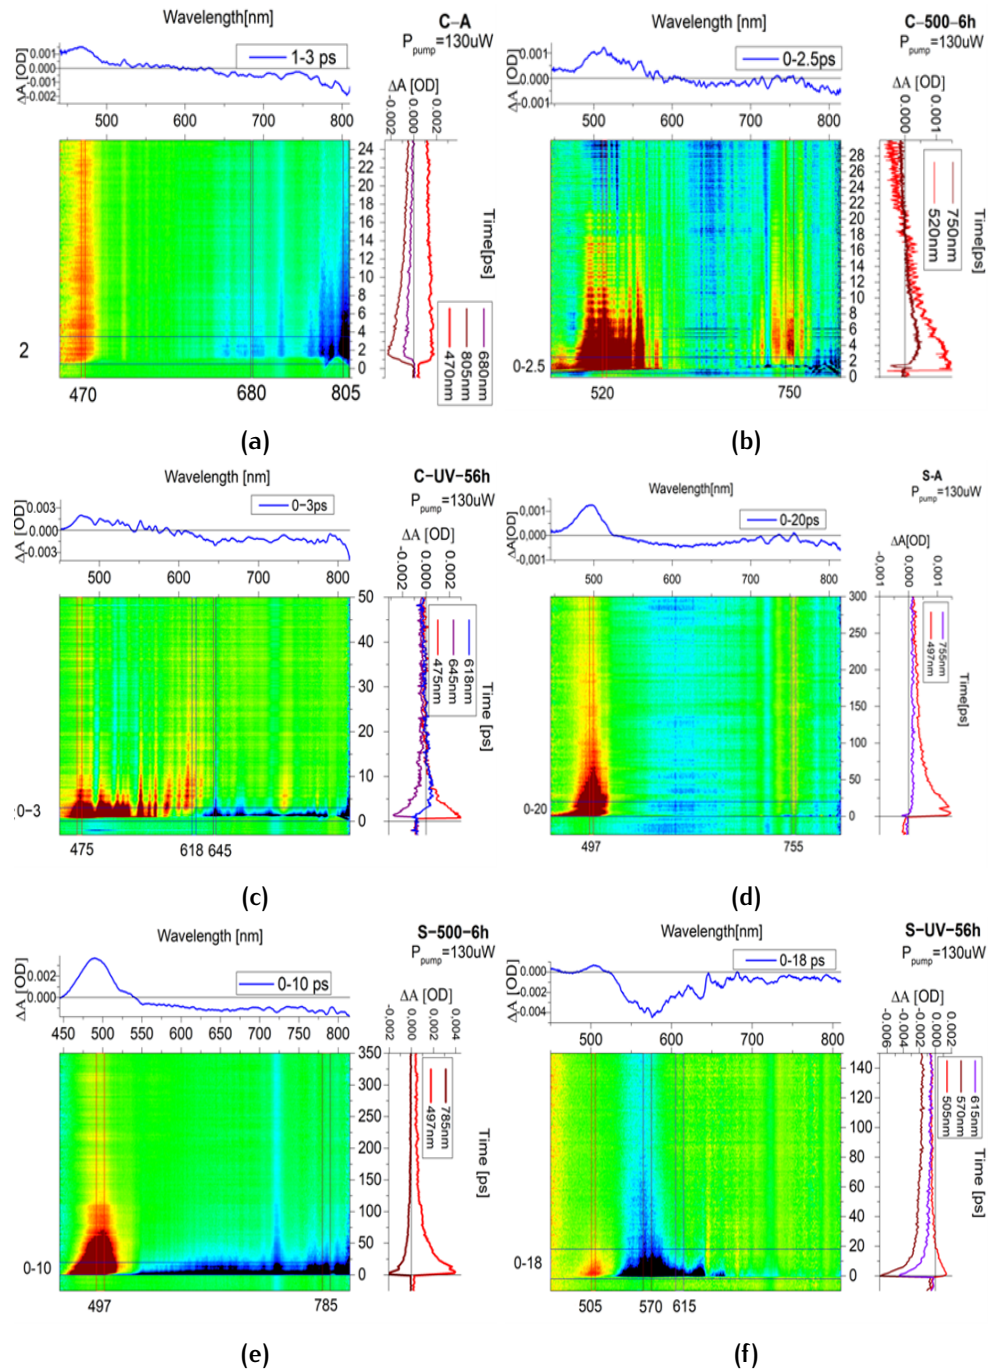 Wavelength[nm]
C-A
P_pump=130uW
ΔA [OD]
0.001
0.000
-0.001
-0.002
1-3 ps
500
600
700
800
ΔA [OD]
-0.002
0.000
0.002
24
22
20
18
16
14
12
10
8
6
4
2
0
Time[ps]
680nm
805nm
470nm
2
470
680
805
(a)
Wavelength[nm]
C-500-6h
P_pump=130uW
ΔA [OD]
0.001
0.000
-0.001
0-2.5ps
450
500
550
600
650
700
750
800
ΔA [OD]
0.000
0.001
28
26
24
22
20
18
16
14
12
10
8
6
4
2
0
Time[ps]
750nm
520nm
0-2.5
520
750
(b)
Wavelength [nm]
C-UV-56h
P_pump=130uW
ΔA [OD]
0.003
0.000
-0.003
0-3ps
500
600
700
800
ΔA [OD]
-0.002
0.000
0.002
50
40
30
20
10
0
Time [ps]
618nm
645nm
475nm
0-3
475
618
645
(c)
Wavelength[nm]
S-A
P_pump=130uW
ΔA[OD]
0,001
0,000
-0,001
0-20ps
500
600
700
800
ΔA[OD]
-0.001
0.000
0.001
300
250
200
150
100
50
0
Time[ps]
755nm
497nm
0-20
497
755
(d)
Wavelength [nm]
S-500-6h
P_pump=130uW
ΔA [OD]
0.002
0.000
0-10 ps
450
500
550
600
650
700
750
800
ΔA [OD]
-0.002
0.000
0.002
0.004
350
300
250
200
150
100
50
0
Time [ps]
785nm
497nm
0-10
497
785
(e)
Wavelength [nm]
S-UV-56h
P_pump=130uW
ΔA [OD]
0.000
-0.002
-0.004
0-18 ps
500
600
700
800
ΔA [OD]
-0.006
-0.004
-0.002
0.000
0.002
140
120
100
80
60
40
20
0
Time [ps]
615nm
570nm
505nm
0-18
505
570
615
(f)